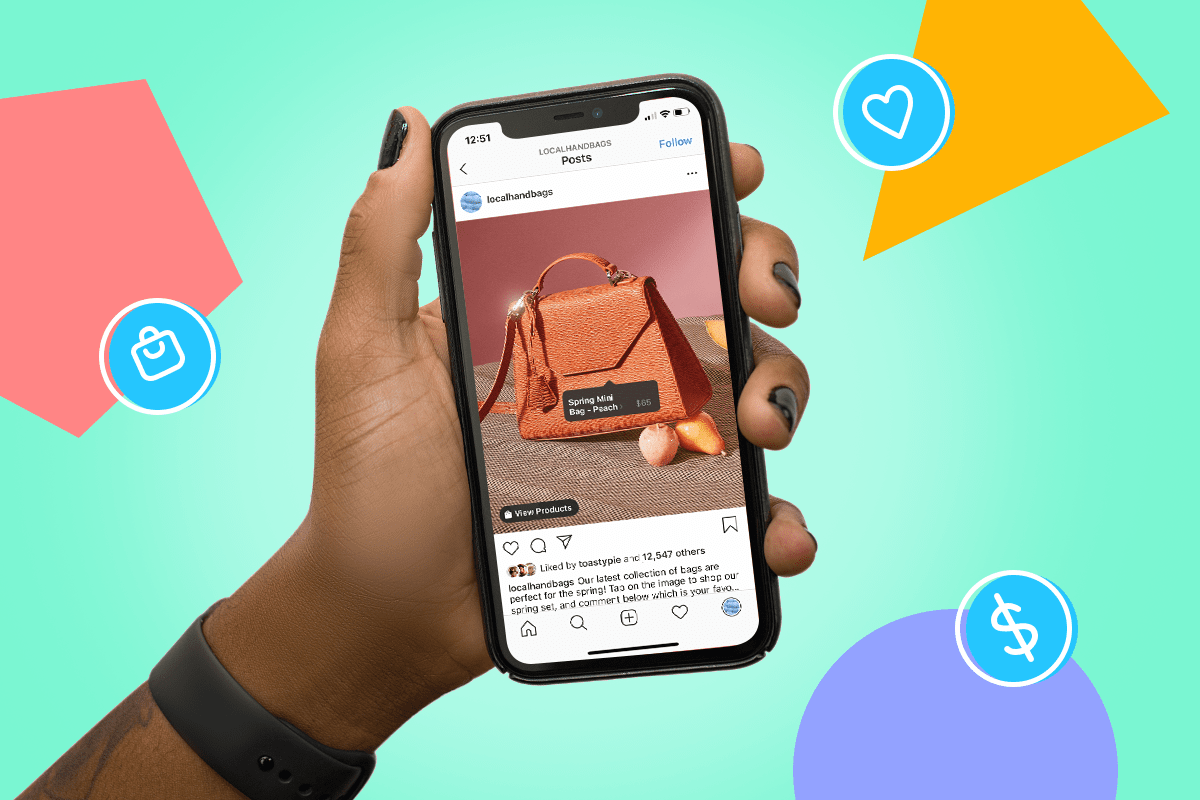 12:51
LOCALHANDBAGS
Posts
Follow
localhandbags
Spring Mini
Bag - Peach
$65
View Products
Liked by toastypie and 12,547 others
localhandbags Our latest collection of bags are
perfect for the spring! Tap on the image to shop our
spring set, and comment below which is your favo...
$